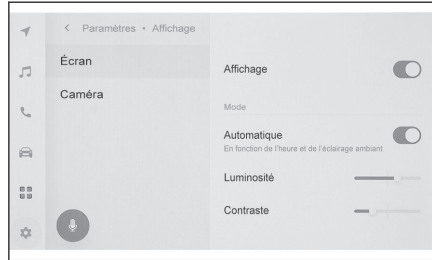 < Paramètres • Affichage
Écran
Caméra
Affichage
Mode
Automatique
En fonction de l'heure et de l'éclairage ambiant
Luminosité
Contraste